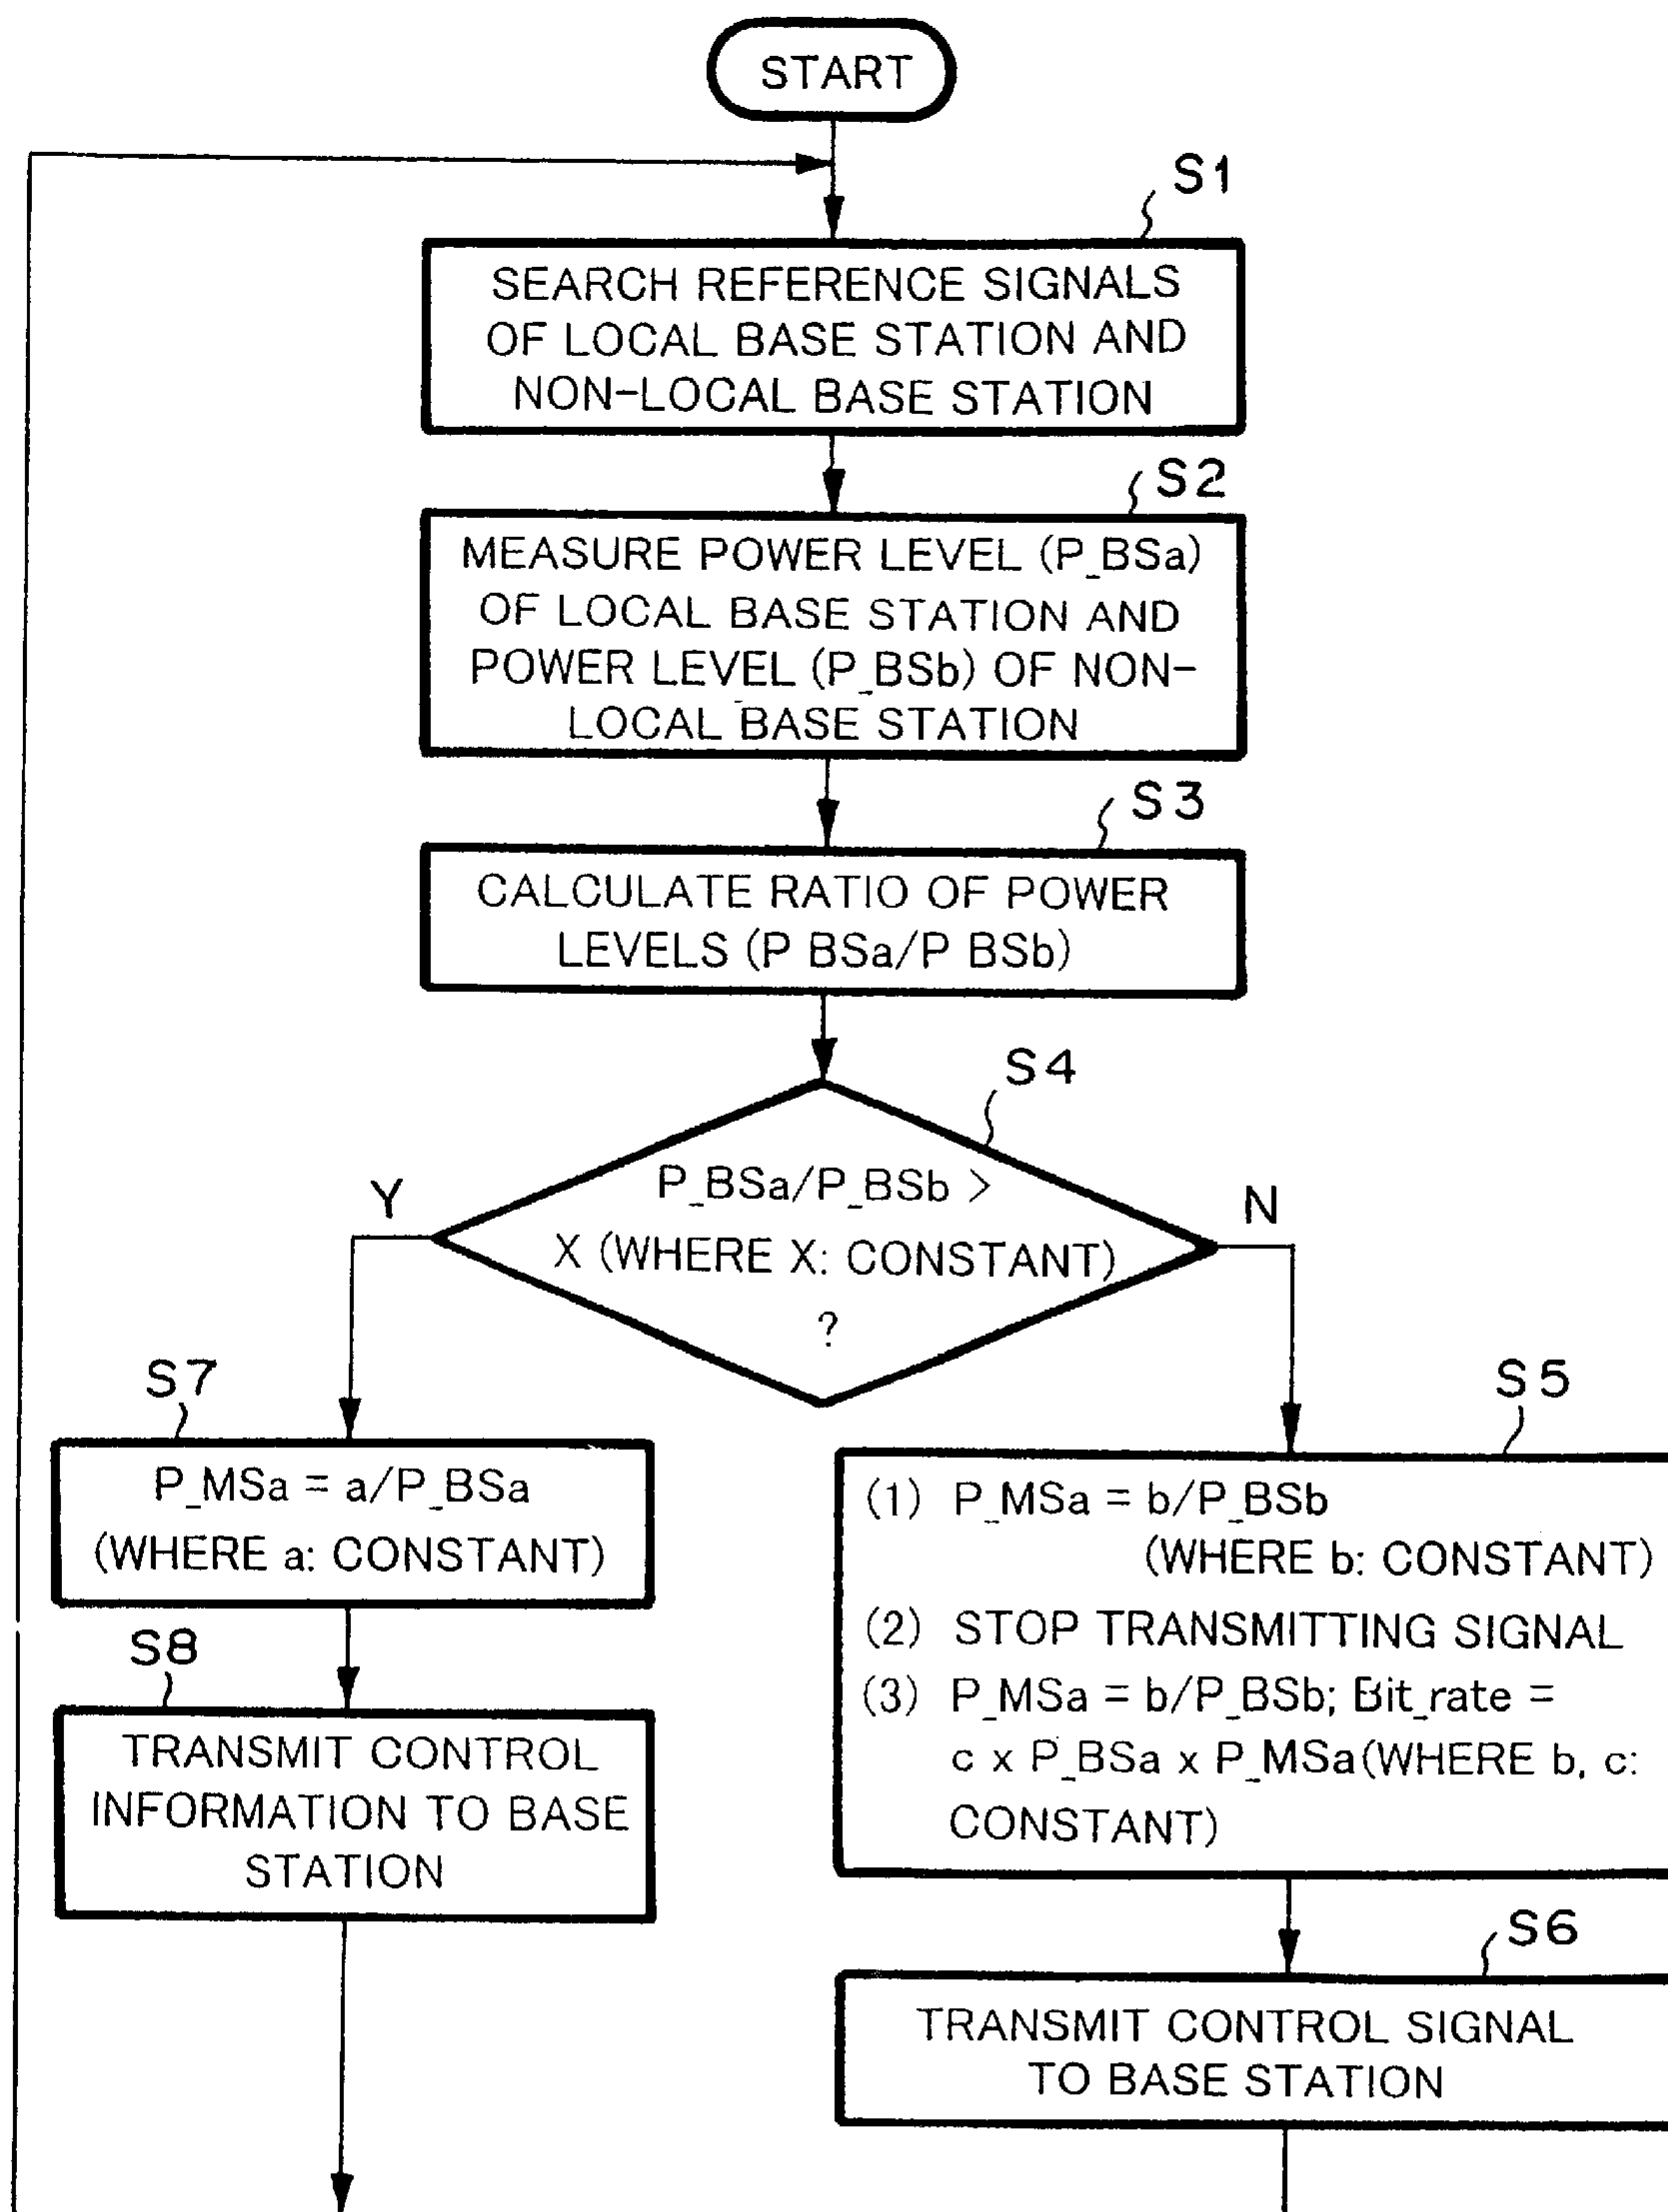 START
S1
SEARCH REFERENCE SIGNALS
OF LOCAL BASE STATION AND
NON-LOCAL BASE STATION
S2
MEASURE POWER LEVEL (P_BSa)
OF LOCAL BASE STATION AND
POWER LEVEL (P_BSb) OF NON-
LOCAL BASE STATION
S3
CALCULATE RATIO OF POWER
LEVELS (P BSa/P BSb)
S4
P_BSa/P_BSb >
X (WHERE X: CONSTANT)
?
Y
N
S7
P_MSa = a/P_BSa
(WHERE a: CONSTANT)
S8
TRANSMIT CONTROL
INFORMATION TO BASE
STATION
S5
(1) P_MSa = b/P_BSb
(WHERE b: CONSTANT)
(2) STOP TRANSMITTING SIGNAL
(3) P_MSa = b/P_BSb; Bit_rate =
c x P_BSa x P_MSa(WHERE b, c:
CONSTANT)
S6
TRANSMIT CONTROL SIGNAL
TO BASE STATION